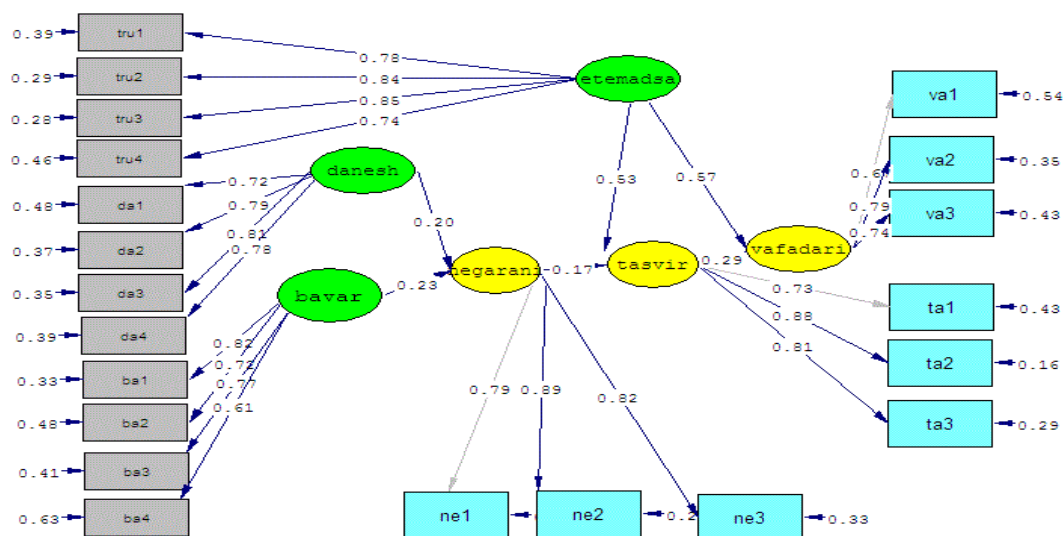 0.39 tru1
0.29 tru2
0.28 tru3
0.46 tru4
0.48 da1
0.37 da2
0.35 da3
0.39 da4
0.33 ba1
0.48 ba2
0.41 ba3
0.63 ba4
0.78
0.84
0.85
0.74
etemadsa
danesh
0.72
0.79
0.81
0.78
bavar
0.82
0.72
0.77
0.61
0.20
0.23
negarani
0.17
0.53
0.57
tasvir
0.29
vafadari
0.79
0.74
va1 0.54
va2 0.35
va3 0.43
0.73
0.88
0.81
ta1 0.43
ta2 0.16
ta3 0.29
0.79
0.89
0.82
ne1
ne2
ne3 0.33